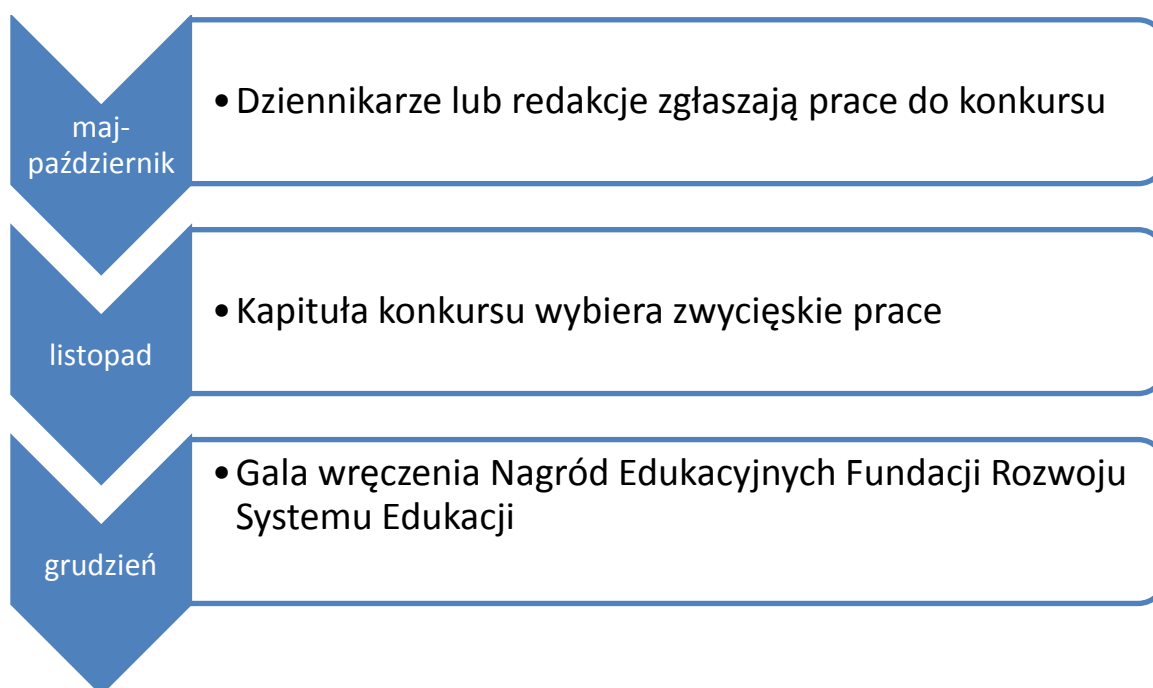 maj-
październik
• Dziennikarze lub redakcje zgłaszają prace do konkursu
listopad
• Kapituła konkursu wybiera zwycięskie prace
grudzień
• Gala wręczenia Nagród Edukacyjnych Fundacji Rozwoju
Systemu Edukacji